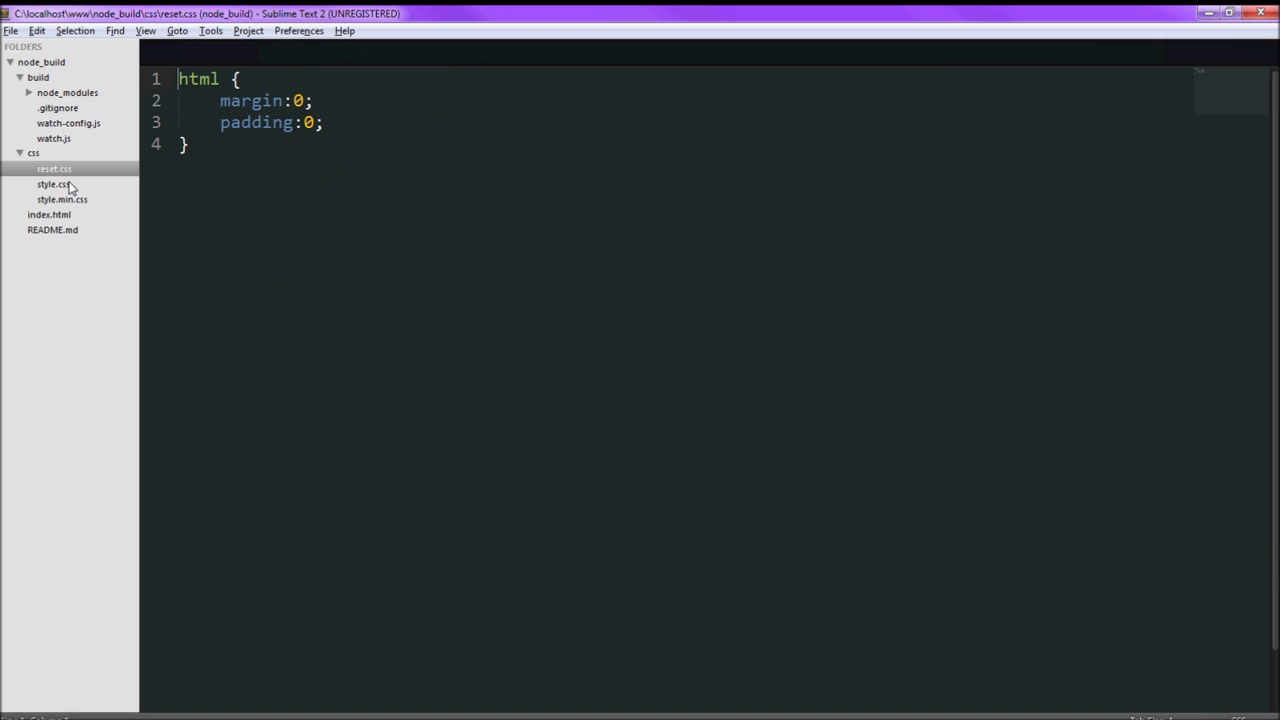 C:\localhost\www\node_build\css\reset.css (node_build) - Sublime Text 2 (UNREGISTERED)
File Edit Selection Find View Goto Tools Project Preferences Help
FOLDERS
node_build
build
node_modules
.gitignore
watch-config.js
watch.js
css
reset.css
style.css
style.min.css
index.html
README.md
1 html {
2 margin:0;
3 padding:0;
4 }